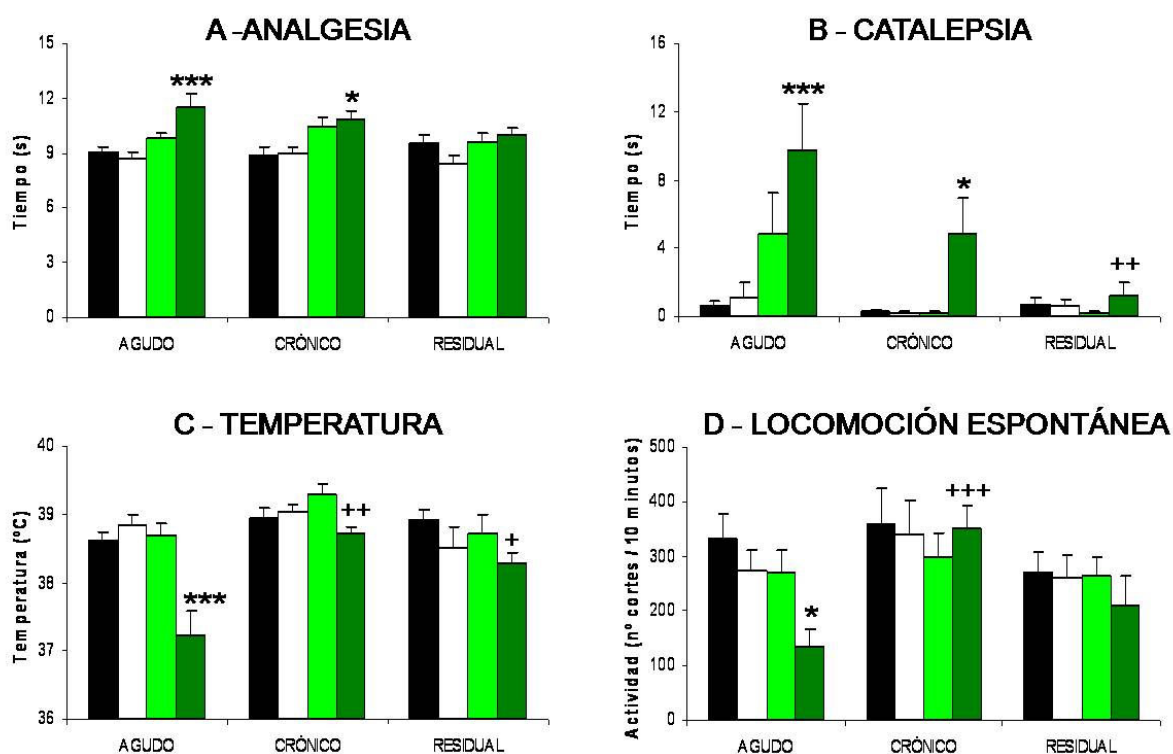 A -ANALGESIA
15
12
9
6
3
0
Tiempo (s)
***
*
AGUDO CRÓNICO RESIDUAL
B - CATALEPSIA
16
12
8
4
0
Tiempo (s)
***
*
++
AGUDO CRÓNICO RESIDUAL
C - TEMPERATURA
40
39
38
37
36
Temperatura (ºC)
***
++
+
AGUDO CRÓNICO RESIDUAL
D - LOCOMOCIÓN ESPONTÁNEA
500
400
300
200
100
0
Actividad (nº cortes / 10 minutos)
*
+++
AGUDO CRÓNICO RESIDUAL